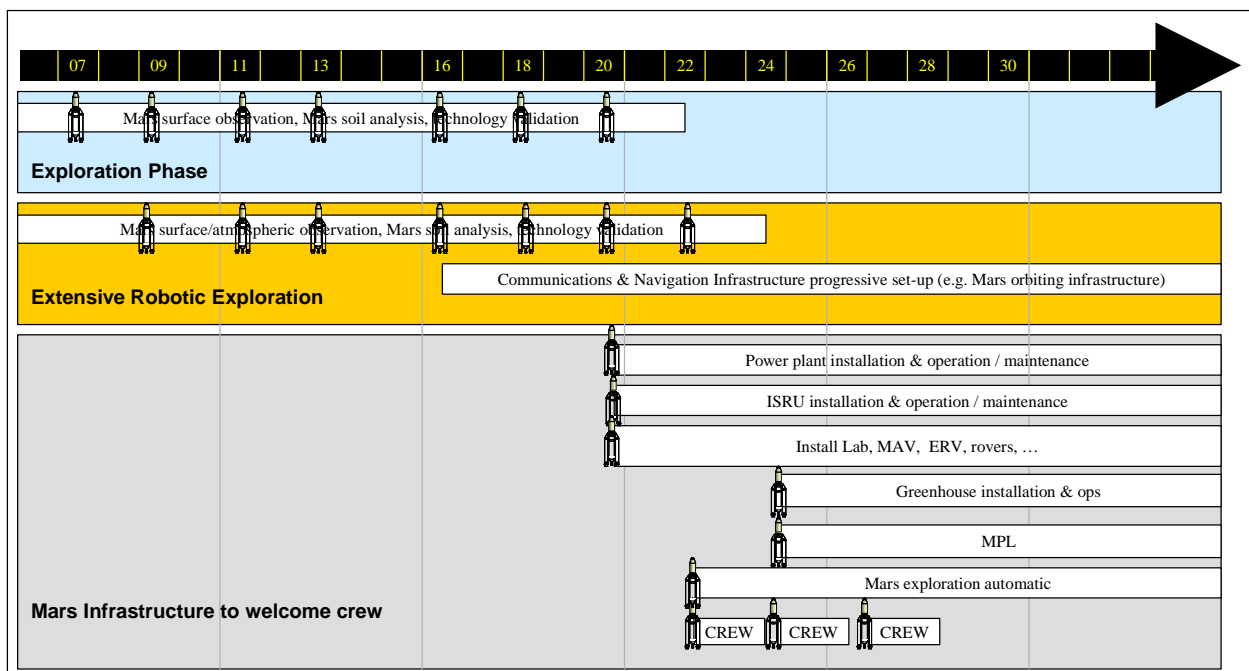 07 09 11 13 16 18 20 22 24 26 28 30
Mars surface observation, Mars soil analysis, technology validation
Exploration Phase
Mars surface/atmospheric observation, Mars soil analysis, technology validation
Communications & Navigation Infrastructure progressive set-up (e.g. Mars orbiting infrastructure)
Extensive Robotic Exploration
Power plant installation & operation / maintenance
ISRU installation & operation / maintenance
Install Lab, MAV, ERV, rovers, …
Greenhouse installation & ops
MPL
Mars exploration automatic
Mars Infrastructure to welcome crew
CREW CREW CREW